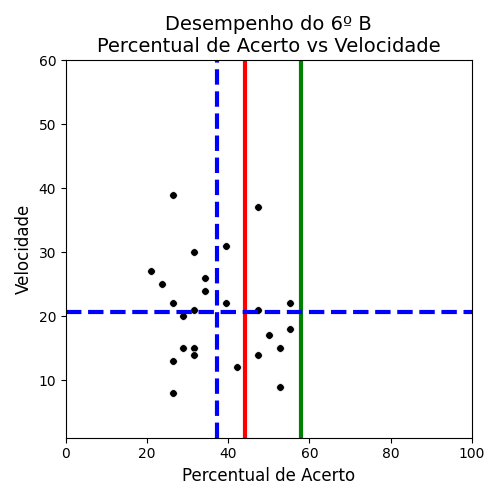 Desempenho do 6º B
Percentual de Acerto vs Velocidade
60
50
40
30
20
10
Velocidade
0 20 40 60 80 100
Percentual de Acerto